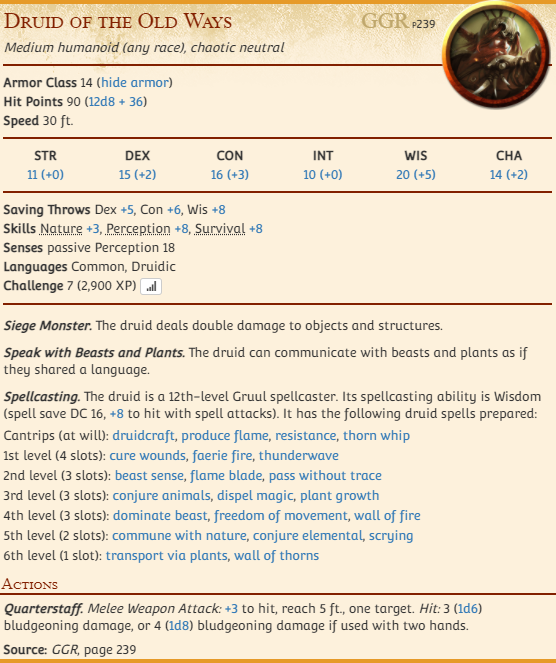 Druid of the Old Ways GGR p239
Medium humanoid (any race), chaotic neutral
Armor Class 14 (hide armor)
Hit Points 90 (12d8 + 36)
Speed 30 ft.
STR DEX CON INT WIS CHA
11 (+0) 15 (+2) 16 (+3) 10 (+0) 20 (+5) 14 (+2)
Saving Throws Dex +5, Con +6, Wis +8
Skills Nature +3, Perception +8, Survival +8
Senses passive Perception 18
Languages Common, Druidic
Challenge 7 (2,900 XP)
Siege Monster. The druid deals double damage to objects and structures.
Speak with Beasts and Plants. The druid can communicate with beasts and plants as if
they shared a language.
Spellcasting. The druid is a 12th-level Gruul spellcaster. Its spellcasting ability is Wisdom
(spell save DC 16, +8 to hit with spell attacks). It has the following druid spells prepared:
Cantrips (at will): druidcraft, produce flame, resistance, thorn whip
1st level (4 slots): cure wounds, faerie fire, thunderwave
2nd level (3 slots): beast sense, flame blade, pass without trace
3rd level (3 slots): conjure animals, dispel magic, plant growth
4th level (3 slots): dominate beast, freedom of movement, wall of fire
5th level (2 slots): commune with nature, conjure elemental, scrying
6th level (1 slot): transport via plants, wall of thorns
Actions
Quarterstaff. Melee Weapon Attack: +3 to hit, reach 5 ft., one target. Hit: 3 (1d6)
bludgeoning damage, or 4 (1d8) bludgeoning damage if used with two hands.
Source: GGR, page 239